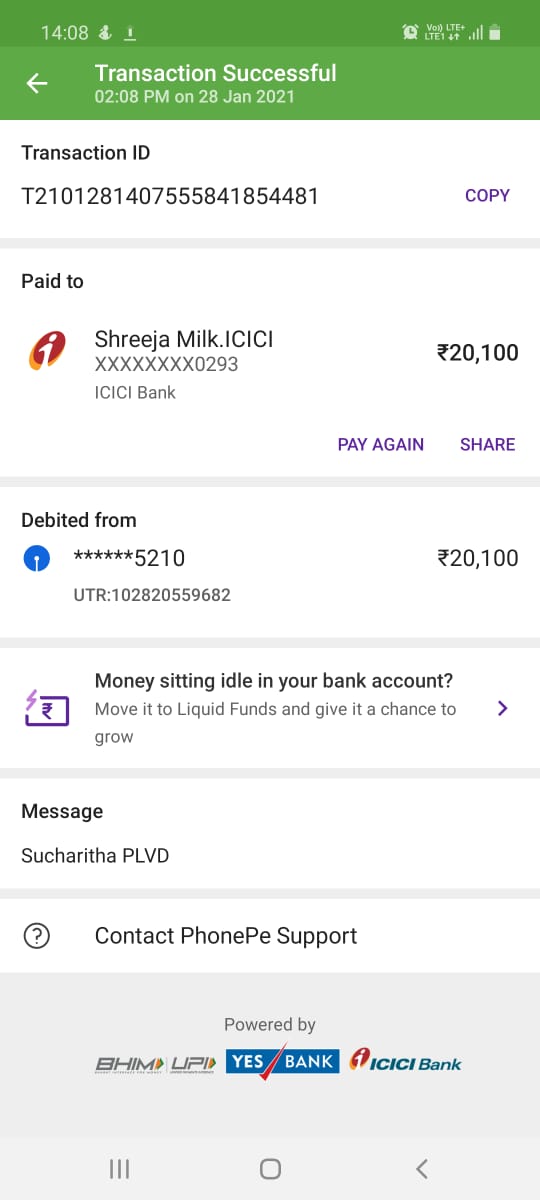 14:08
Vo)) LTE+
LTE1
Transaction Successful
02:08 PM on 28 Jan 2021
Transaction ID
T2101281407555841854481
COPY
Paid to
Shreeja Milk.ICICI
XXXXXXXX0293
₹20,100
ICICI Bank
PAY AGAIN
SHARE
Debited from
******5210
₹20,100
UTR:102820559682
Money sitting idle in your bank account?
Move it to Liquid Funds and give it a chance to
grow
Message
Sucharitha PLVD
Contact PhonePe Support
Powered by
BHIM UPI YES BANK ICICI Bank